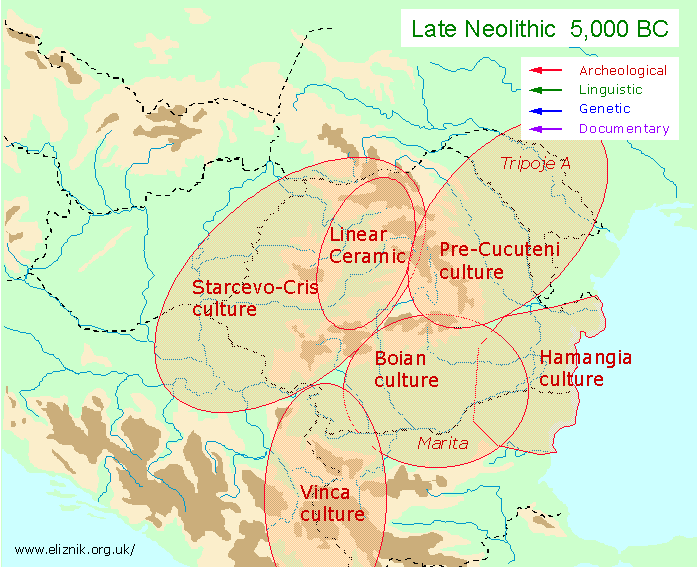 Late Neolithic 5,000 BC
Archeological
Linguistic
Genetic
Documentary
Tripoje A
Linear
Ceramic
Pre-Cucuteni
culture
Starcevo-Cris
culture
Boian
culture
Hamangia
culture
Marita
Vinca
culture
www.eliznik.org.uk/